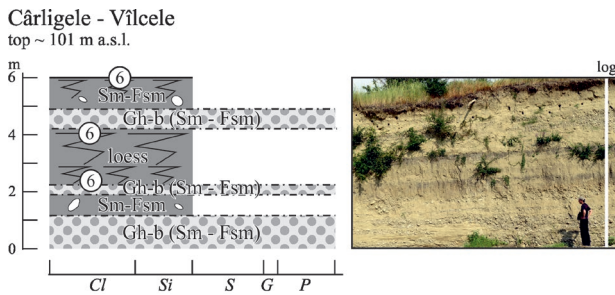 Cârligele - Vîlcele
top ~ 101 m a.s.l.
m
log
6
6
Sm-Fsm
Gh-b (Sm - Fsm)
4
6
loess
6
Gh-b (Sm - Fsm)
2
Sm-Fsm
Gh-b (Sm - Fsm)
0
Cl Si S G P